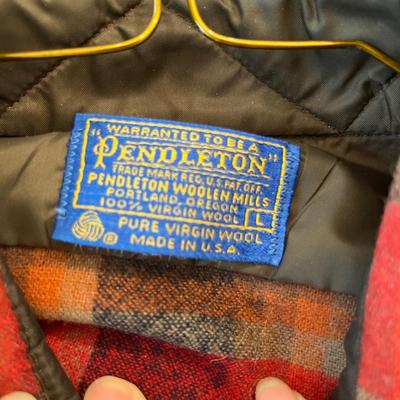 WARRANTED TO BE A
"PENDLETON"
TRADE MARK REG. U.S. PAT. OFF.
PENDLETON WOOLEN MILLS
PORTLAND, OREGON
100% VIRGIN WOOL L
® PURE VIRGIN WOOL
MADE IN U.S.A.